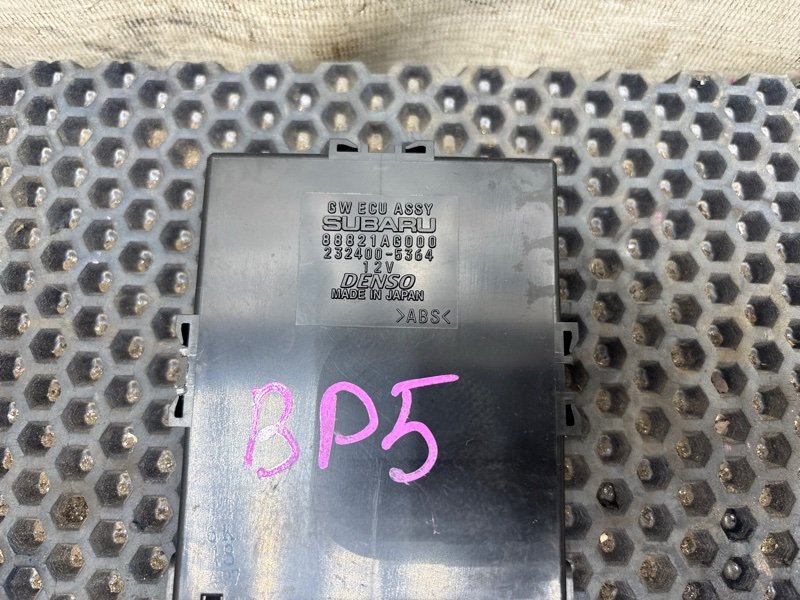 GW ECU ASSY
SUBARU
88821AG000
232400-5364
12V
DENSO
MADE IN JAPAN
>ABS<
BP5